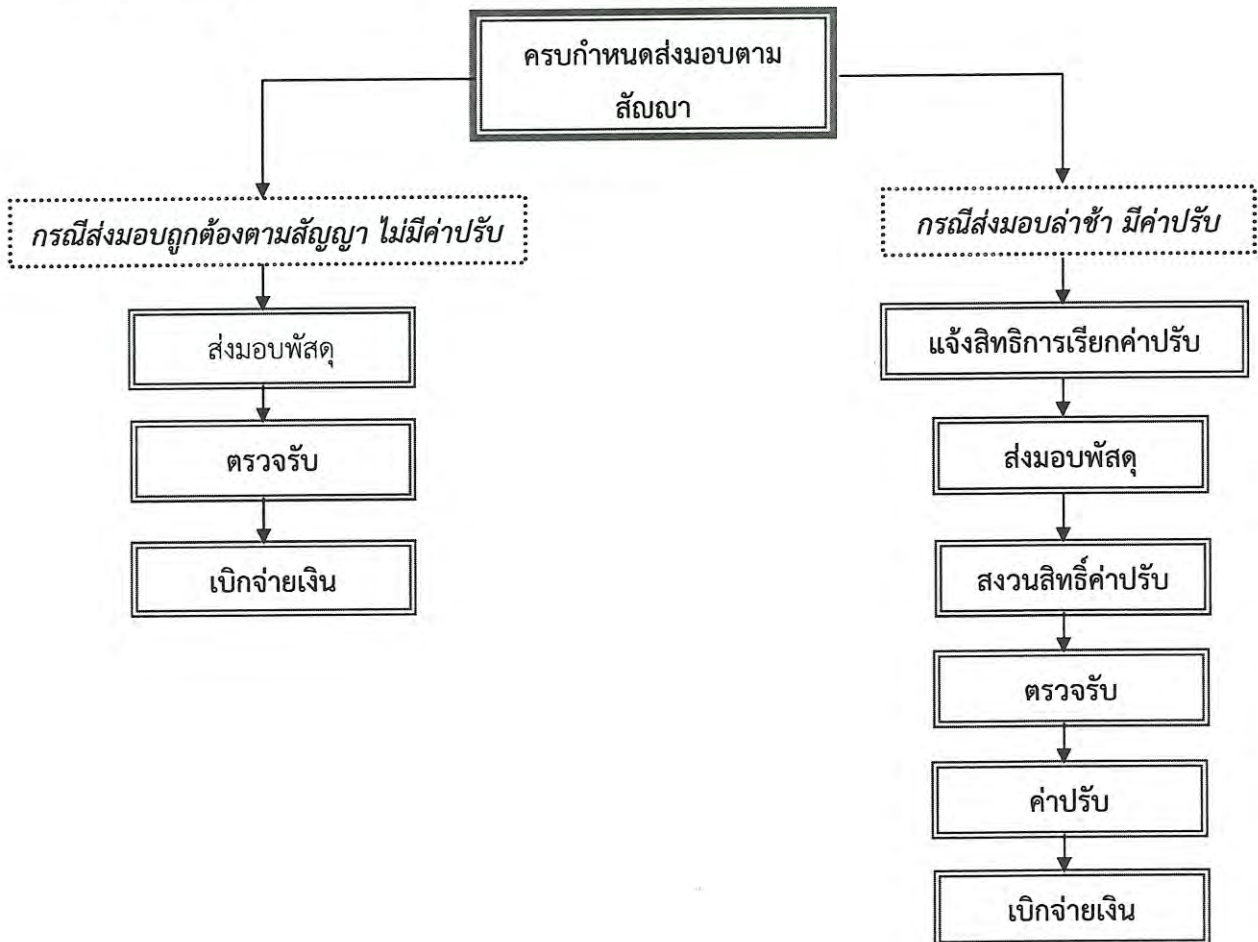 ครบกำหนดส่งมอบตาม
สัญญา
กรณีส่งมอบถูกต้องตามสัญญา ไม่มีค่าปรับ
ส่งมอบพัสดุ
ตรวจรับ
เบิกจ่ายเงิน
กรณีส่งมอบล่าช้า มีค่าปรับ
แจ้งสิทธิการเรียกค่าปรับ
ส่งมอบพัสดุ
สงวนสิทธิ์ค่าปรับ
ตรวจรับ
ค่าปรับ
เบิกจ่ายเงิน